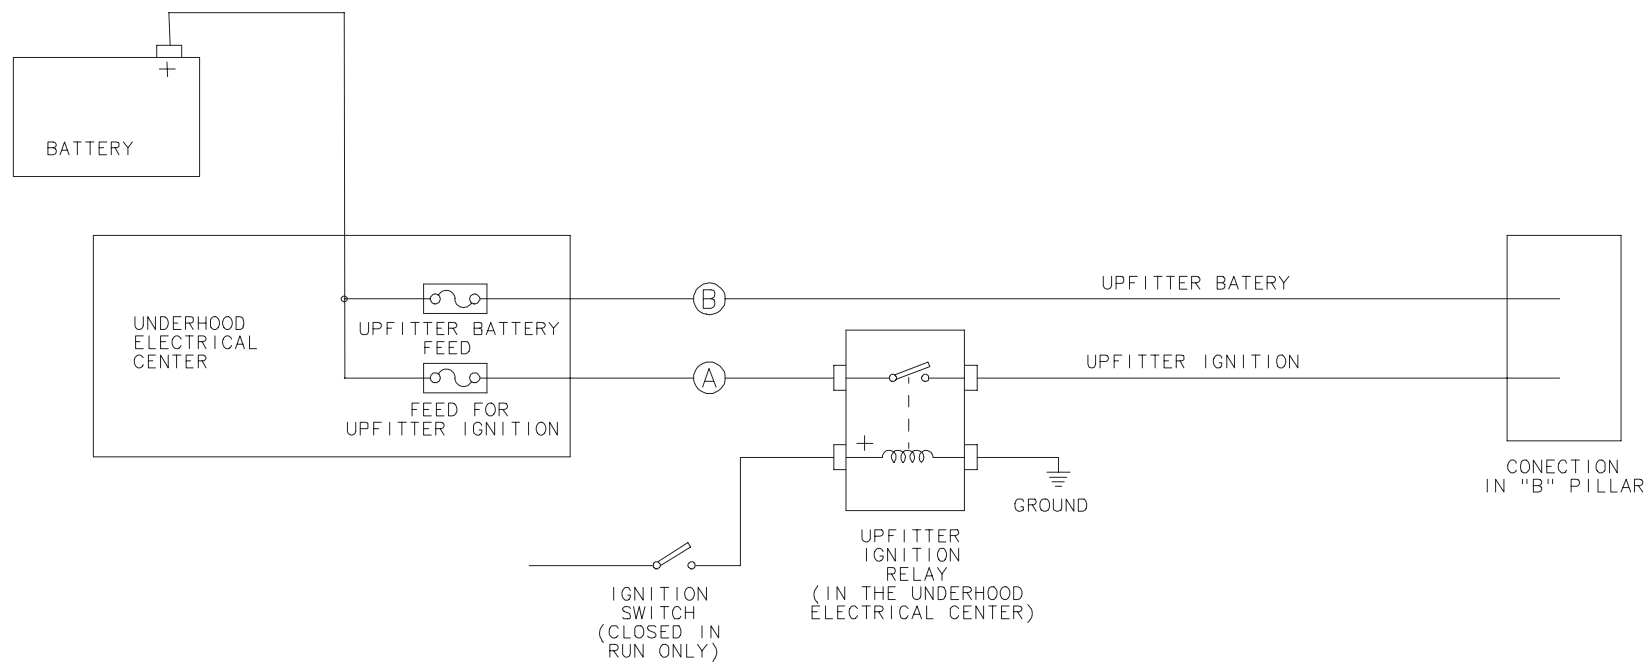 +
BATTERY
UNDERHOOD
ELECTRICAL
CENTER
UPFITTER BATTERY
FEED
FEED FOR
UPFITTER IGNITION
B
A
UPFITTER BATERY
UPFITTER IGNITION
+
GROUND
CONECTION
IN "B" PILLAR
UPFITTER
IGNITION
RELAY
(IN THE UNDERHOOD
ELECTRICAL CENTER)
IGNITION
SWITCH
(CLOSED IN
RUN ONLY)